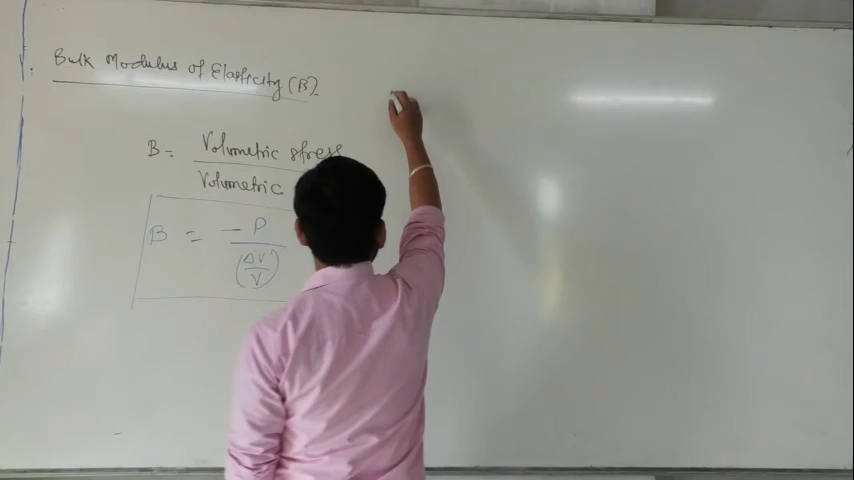 Bulk Modulus of Elasticity (B).
B = Volumetric stress
Volumetric
B = - P
(ΔV
V)